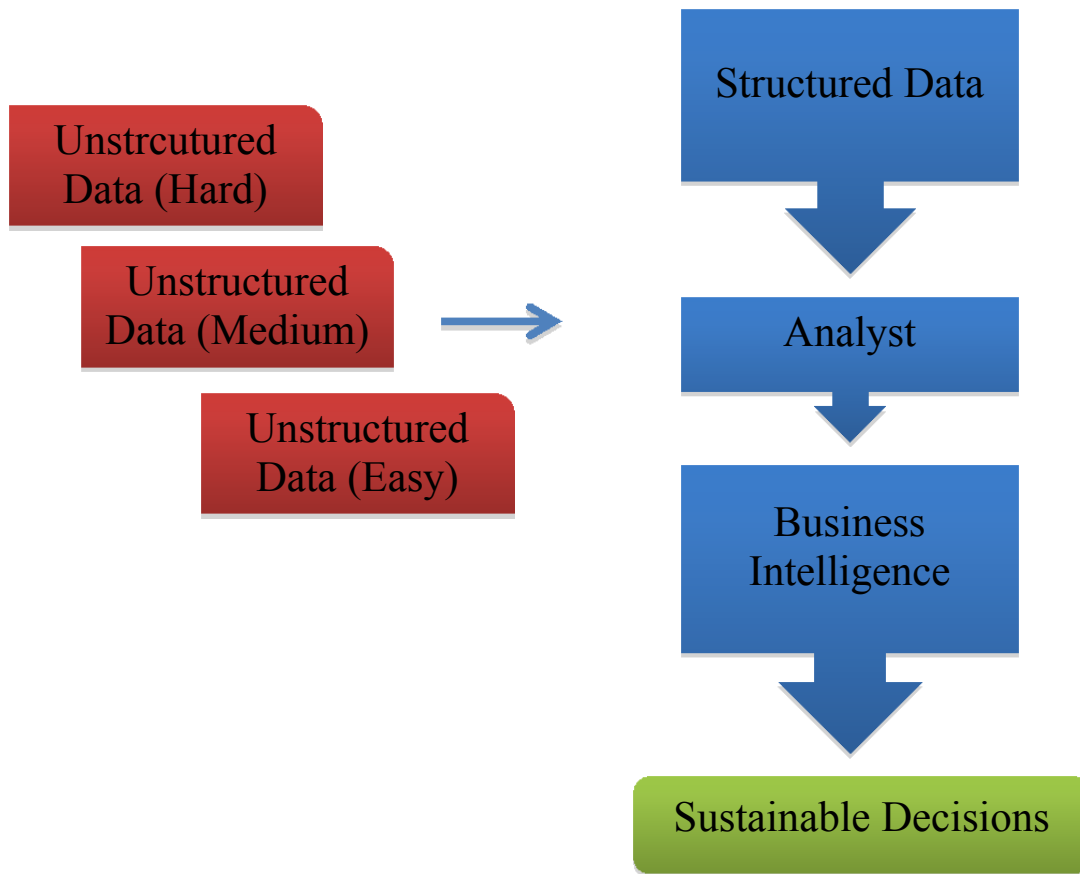 Unstrcutured
Data (Hard)
Unstructured
Data (Medium)
Unstructured
Data (Easy)
Structured Data
Analyst
Business
Intelligence
Sustainable Decisions